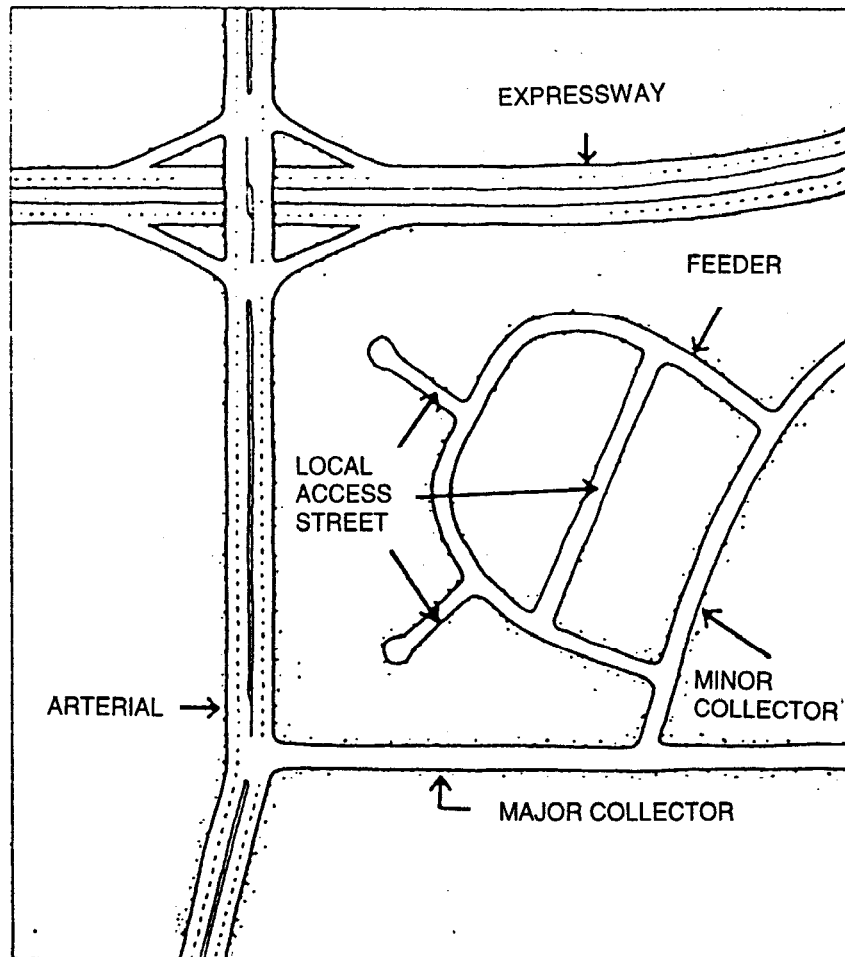 EXPRESSWAY
FEEDER
LOCAL
ACCESS
STREET
ARTERIAL
MINOR
COLLECTOR
MAJOR COLLECTOR